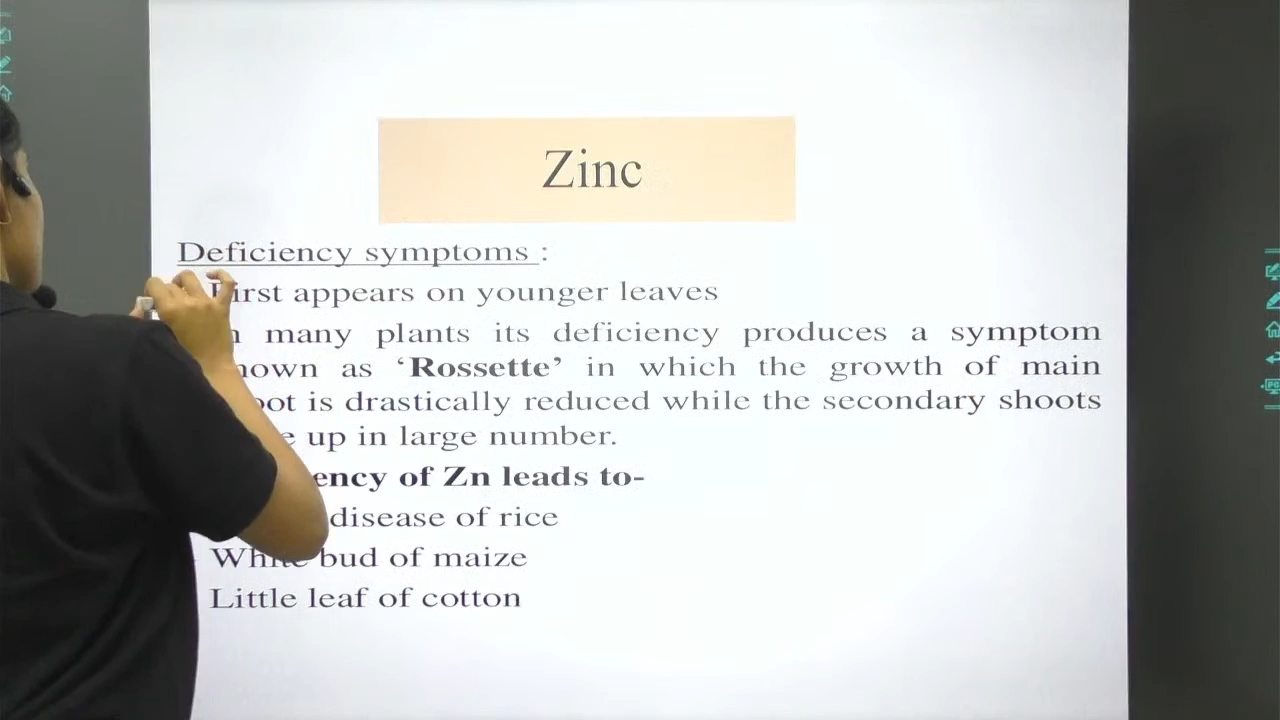 Zinc
Deficiency symptoms :
First appears on younger leaves
many plants its deficiency produces a symptom
as ‘Rossette’ in which the growth of main
is drastically reduced while the secondary shoots
up in large number.
of Zn leads to-
disease of rice
White bud of maize
Little leaf of cotton